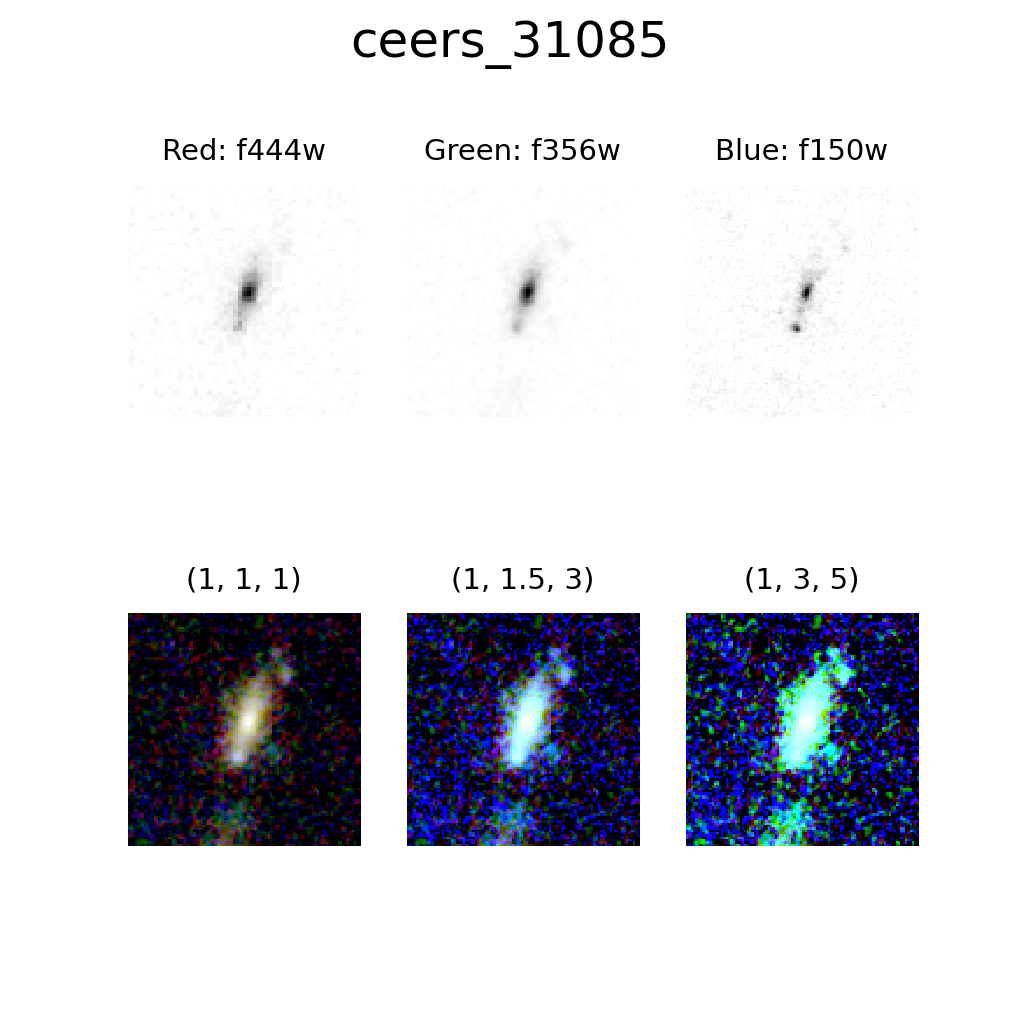 ceers_31085
Red: f444w
Green: f356w
Blue: f150w
(1, 1, 1)
(1, 1.5, 3)
(1, 3, 5)